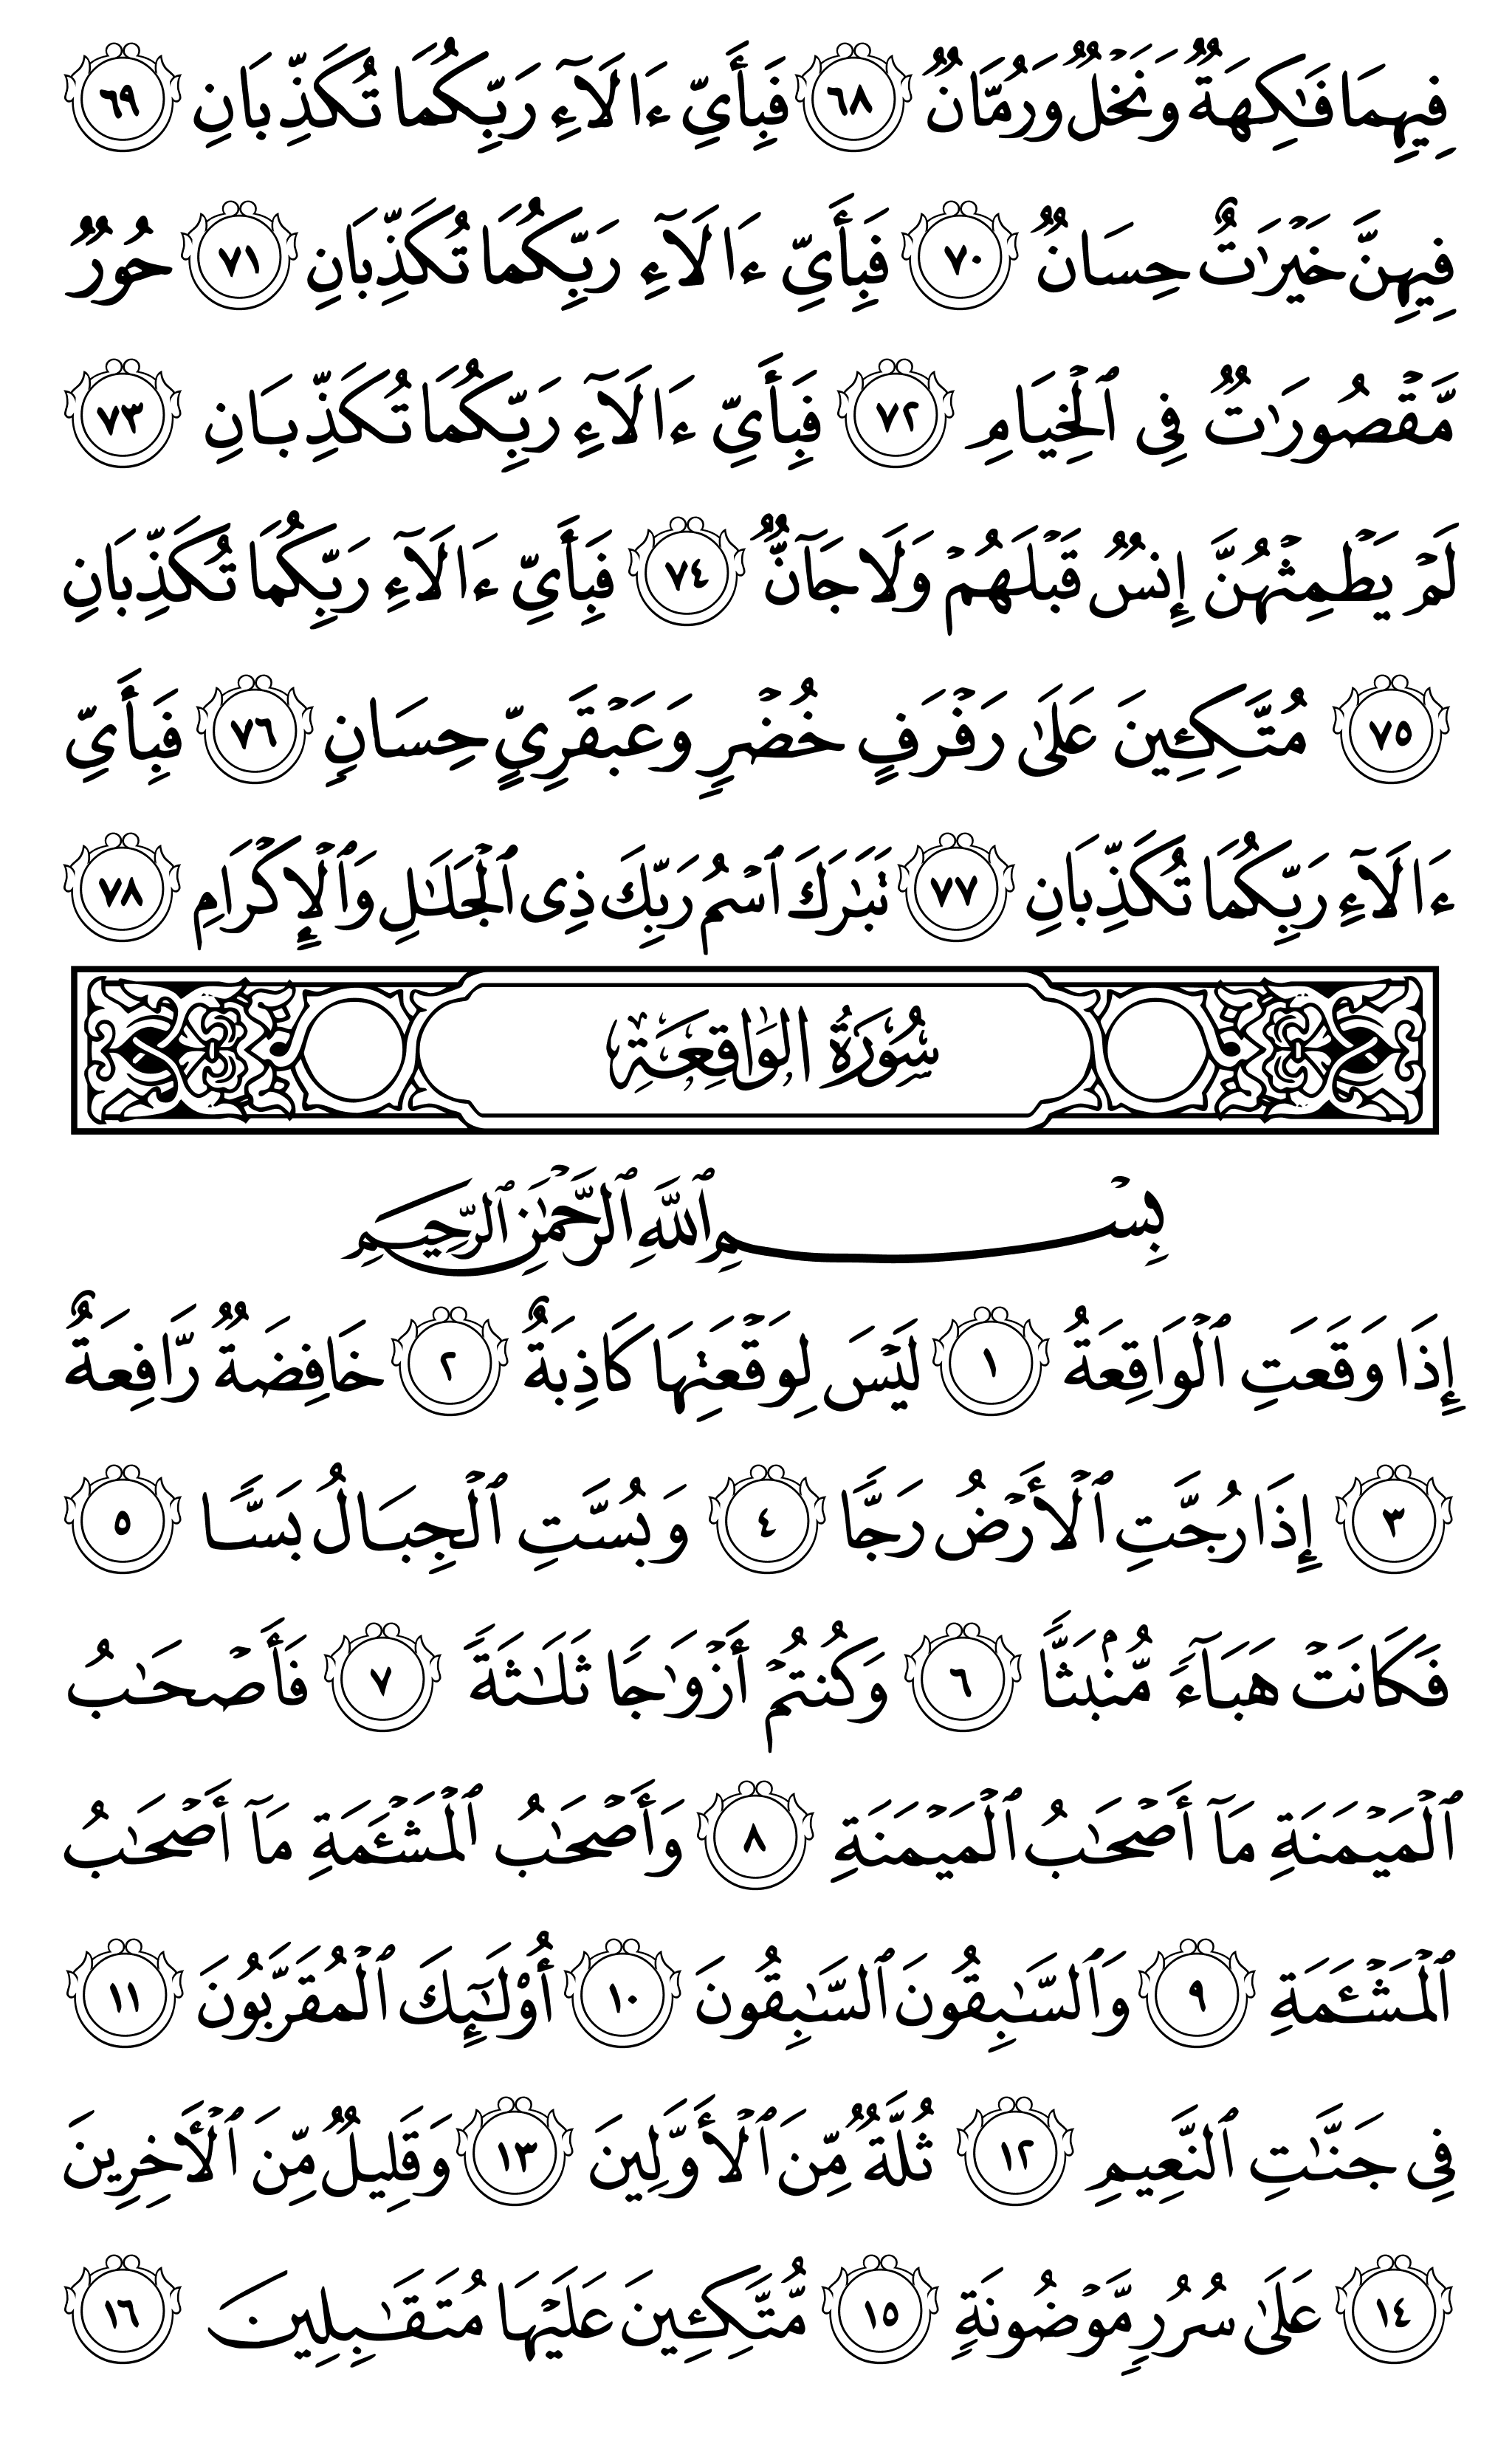 فِيهِمَا فَٰكِهَةٌ وَنَخْلٌ وَرُمَّانٌ ٦٨ فَبِأَيِّ ءَالَآءِ رَبِّكُمَا تُكَذِّبَانِ ٦٩
فِيهِنَّ خَيْرَٰتٌ حِسَانٌ ٧٠ فَبِأَيِّ ءَالَآءِ رَبِّكُمَا تُكَذِّبَانِ ٧١ حُورٌ
مَّقْصُورَٰتٌ فِى ٱلْخِيَامِ ٧٢ فَبِأَيِّ ءَالَآءِ رَبِّكُمَا تُكَذِّبَانِ ٧٣
لَمْ يَطْمِثْهُنَّ إِنسٌ قَبْلَهُمْ وَلَا جَآنٌّ ٧٤ فَبِأَيِّ ءَالَآءِ رَبِّكُمَا تُكَذِّبَانِ
٧٥ مُتَّكِـِٔينَ عَلَىٰ رَفْرَفٍ خُضْرٍ وَعَبْقَرِيٍّ حِسَانٍ ٧٦ فَبِأَيِّ
ءَالَآءِ رَبِّكُمَا تُكَذِّبَانِ ٧٧ تَبَٰرَكَ ٱسْمُ رَبِّكَ ذِى ٱلْجَلَٰلِ وَٱلْإِكْرَامِ ٧٨
سُورَةُ الوَاقِعَةِ
بِسْمِ ٱللَّهِ ٱلرَّحْمَٰنِ ٱلرَّحِيمِ
إِذَا وَقَعَتِ ٱلْوَاقِعَةُ ١ لَيْسَ لِوَقْعَتِهَا كَاذِبَةٌ ٢ خَافِضَةٌ رَّافِعَةٌ
٣ إِذَا رُجَّتِ ٱلْأَرْضُ رَجًّا ٤ وَبُسَّتِ ٱلْجِبَالُ بَسًّا ٥
فَكَانَتْ هَبَآءً مُّنۢبَثًّا ٦ وَكُنتُمْ أَزْوَٰجًا ثَلَٰثَةً ٧ فَأَصْحَٰبُ
ٱلْمَيْمَنَةِ مَآ أَصْحَٰبُ ٱلْمَيْمَنَةِ ٨ وَأَصْحَٰبُ ٱلْمَشْـَٔمَةِ مَآ أَصْحَٰبُ
ٱلْمَشْـَٔمَةِ ٩ وَٱلسَّٰبِقُونَ ٱلسَّٰبِقُونَ ١٠ أُو۟لَٰٓئِكَ ٱلْمُقَرَّبُونَ ١١
فِي جَنَّٰتِ ٱلنَّعِيمِ ١٢ ثُلَّةٌ مِّنَ ٱلْأَوَّلِينَ ١٣ وَقَلِيلٌ مِّنَ ٱلْءَاخِرِينَ
١٤ عَلَىٰ سُرُرٍ مَّوْضُونَةٍ ١٥ مُّتَّكِـِٔينَ عَلَيْهَا مُتَقَٰبِلِينَ ١٦